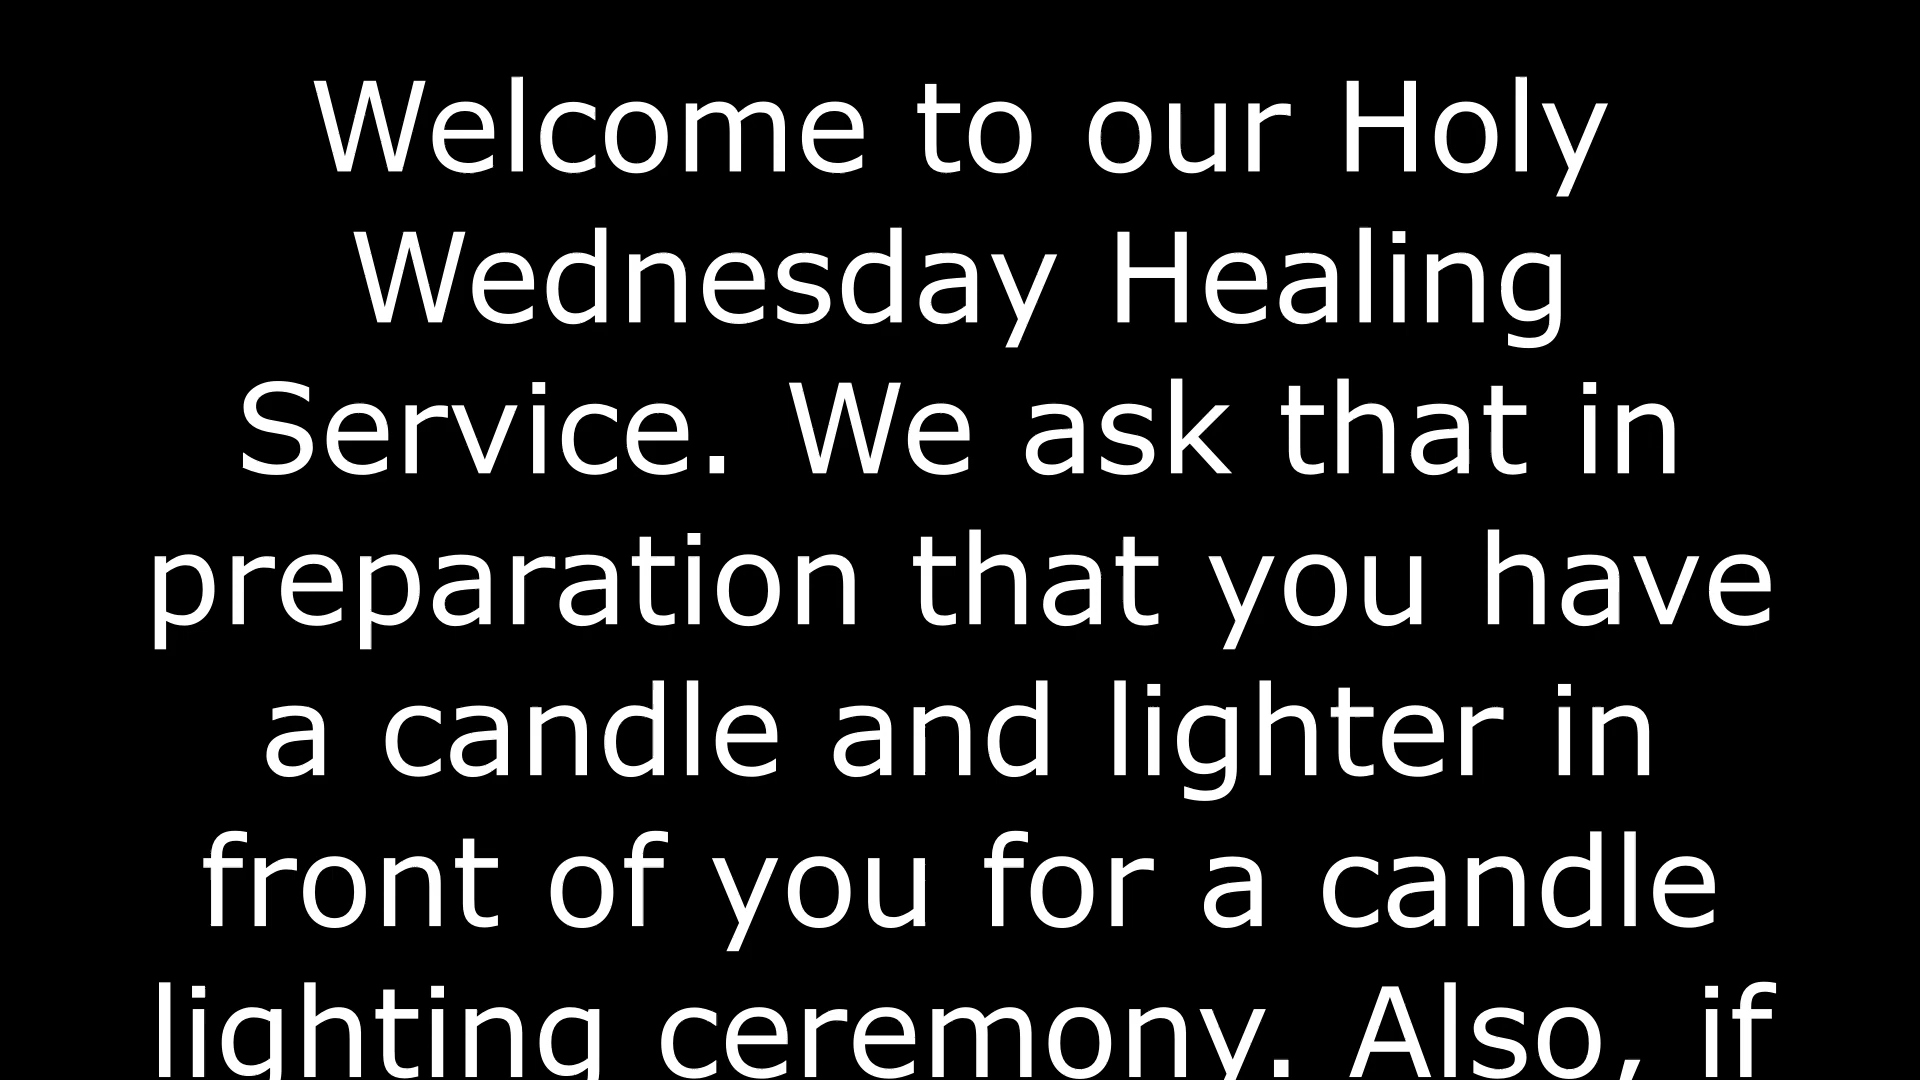 Welcome to our Holy
Wednesday Healing
Service. We ask that in
preparation that you have
a candle and lighter in
front of you for a candle
lighting ceremony. Also, if